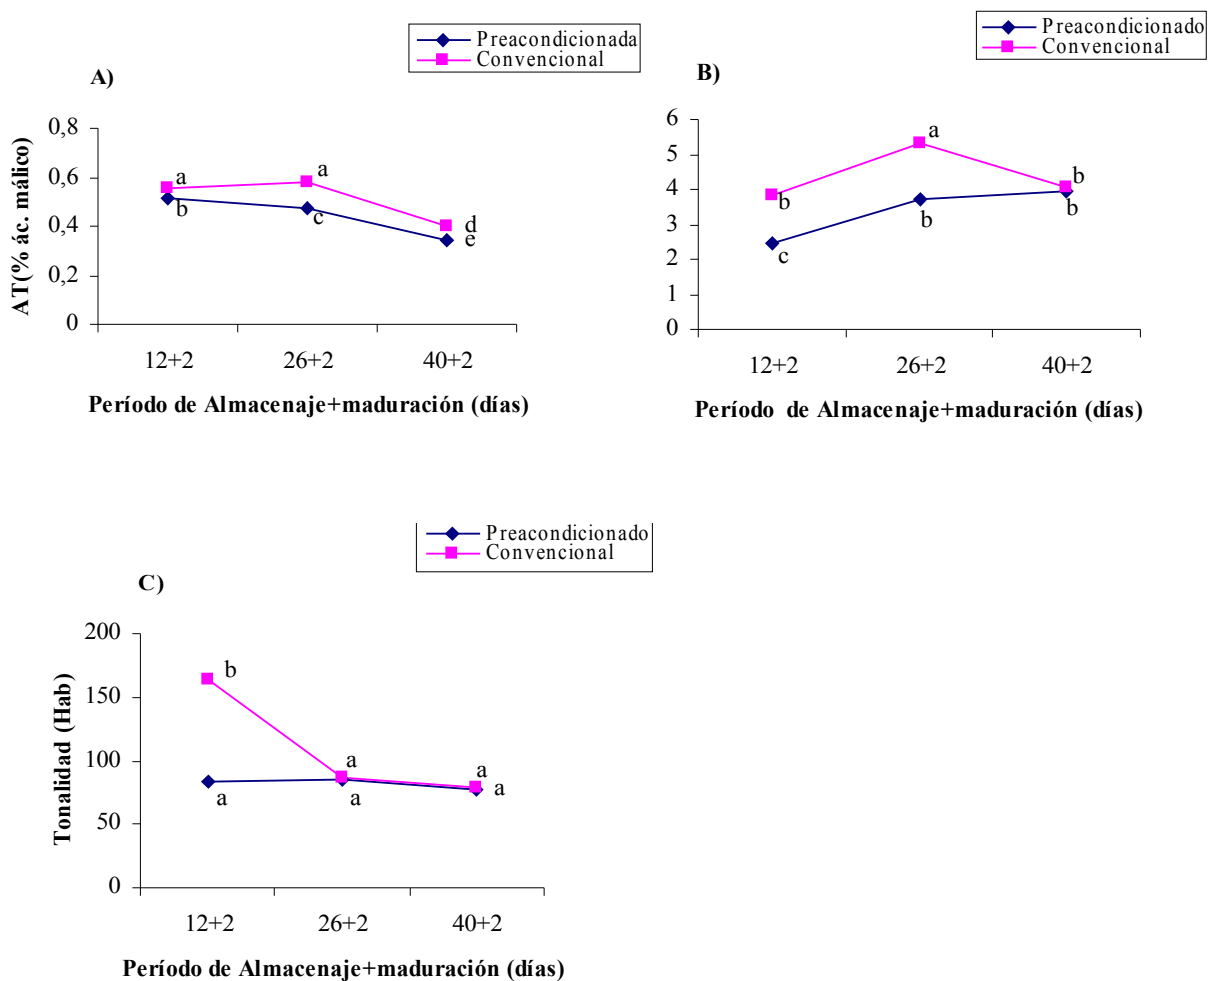 Preacondicionada
Convencional
A)
AT(% ác. málico)
0,8
0,6
0,4
0,2
0
a
a
b
c
d
e
12+2 26+2 40+2
Período de Almacenaje+maduración (días)
Preacondicionado
Convencional
B)
6
5
4
3
2
1
0
a
b
b
b
b
c
12+2 26+2 40+2
Período de Almacenaje+maduración (días)
Preacondicionado
Convencional
C)
Tonalidad (Hab)
200
150
100
50
0
b
a
a
a
a
a
12+2 26+2 40+2
Período de Almacenaje+maduración (días)